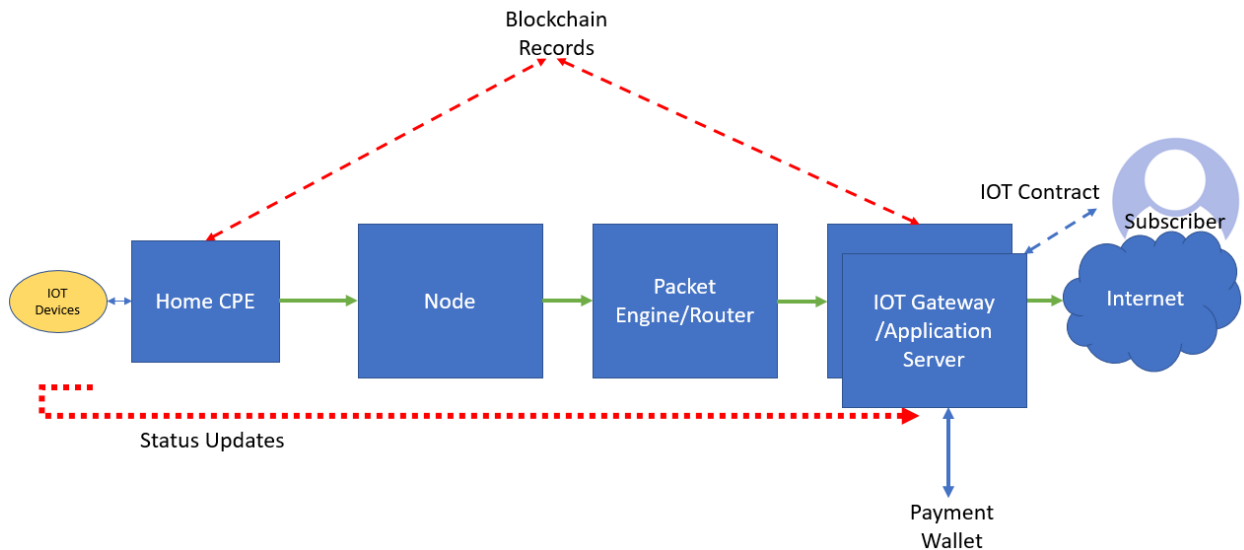 Blockchain
Records
IOT Contract
Subscriber
IOT
Devices
Home CPE
Node
Packet
Engine/Router
IOT Gateway
/Application
Server
Internet
Status Updates
Payment
Wallet